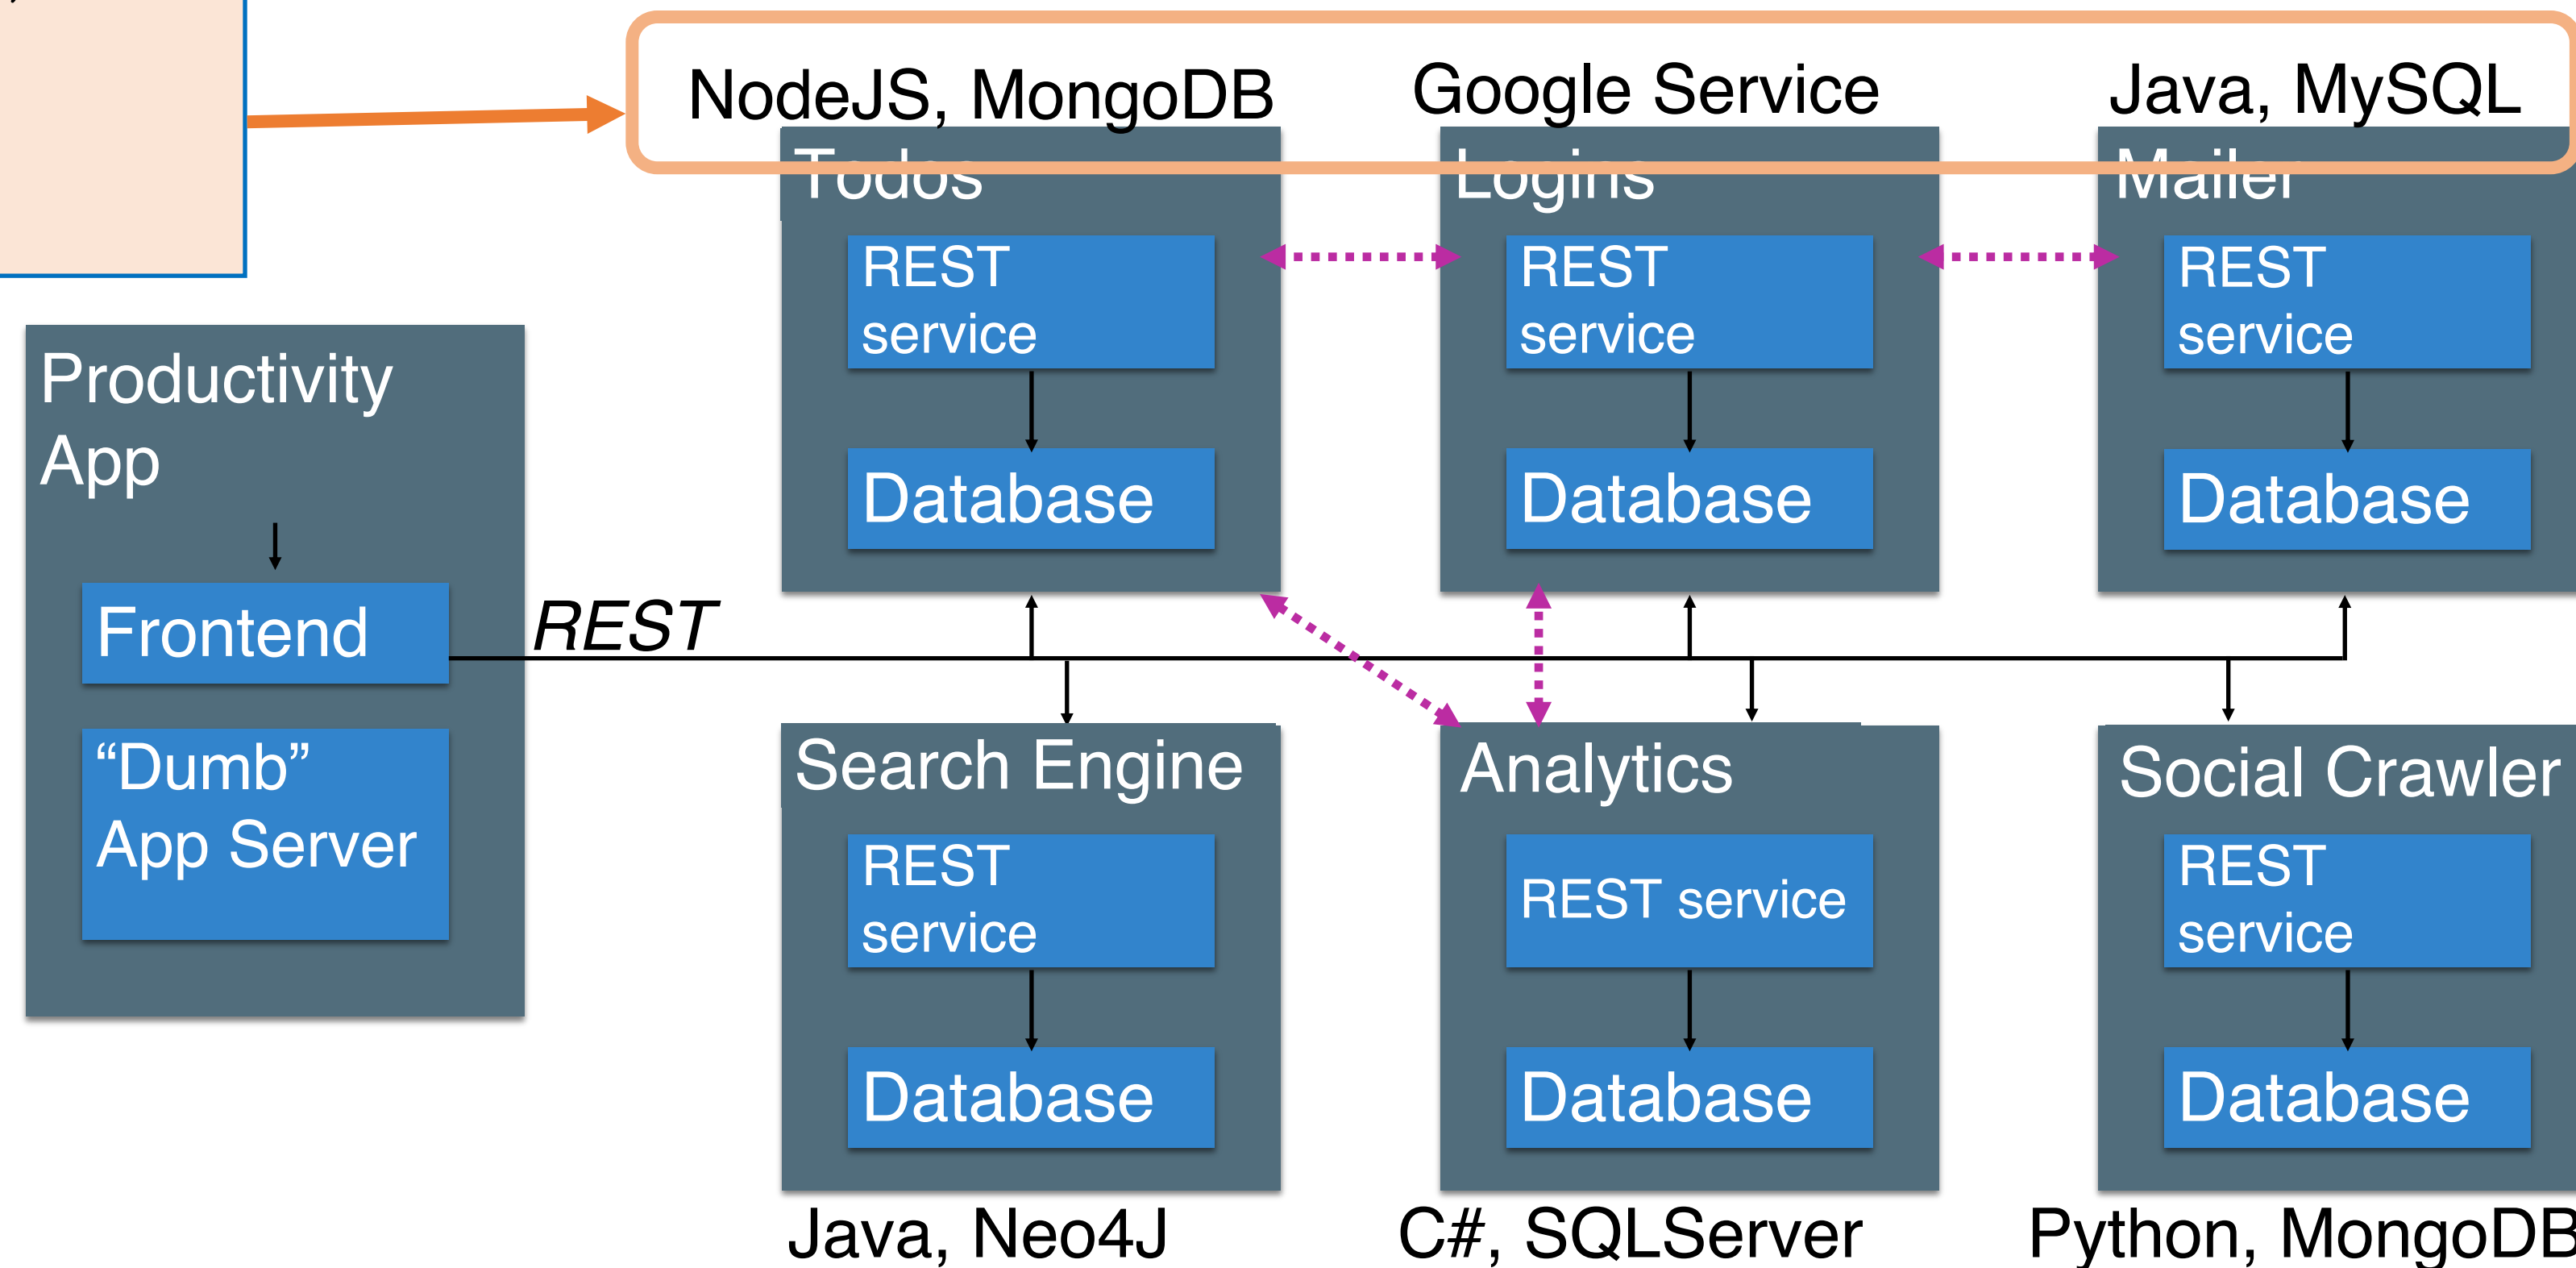 NodeJS, MongoDB
Google Service
Java, MySQL
Todos
Logins
Mailer
REST
service
REST
service
REST
service
Database
Database
Database
Productivity
App
Frontend
“Dumb”
App Server
REST
Search Engine
Analytics
Social Crawler
REST
service
REST service
REST
service
Database
Database
Database
Java, Neo4J
C#, SQLServer
Python, MongoDB